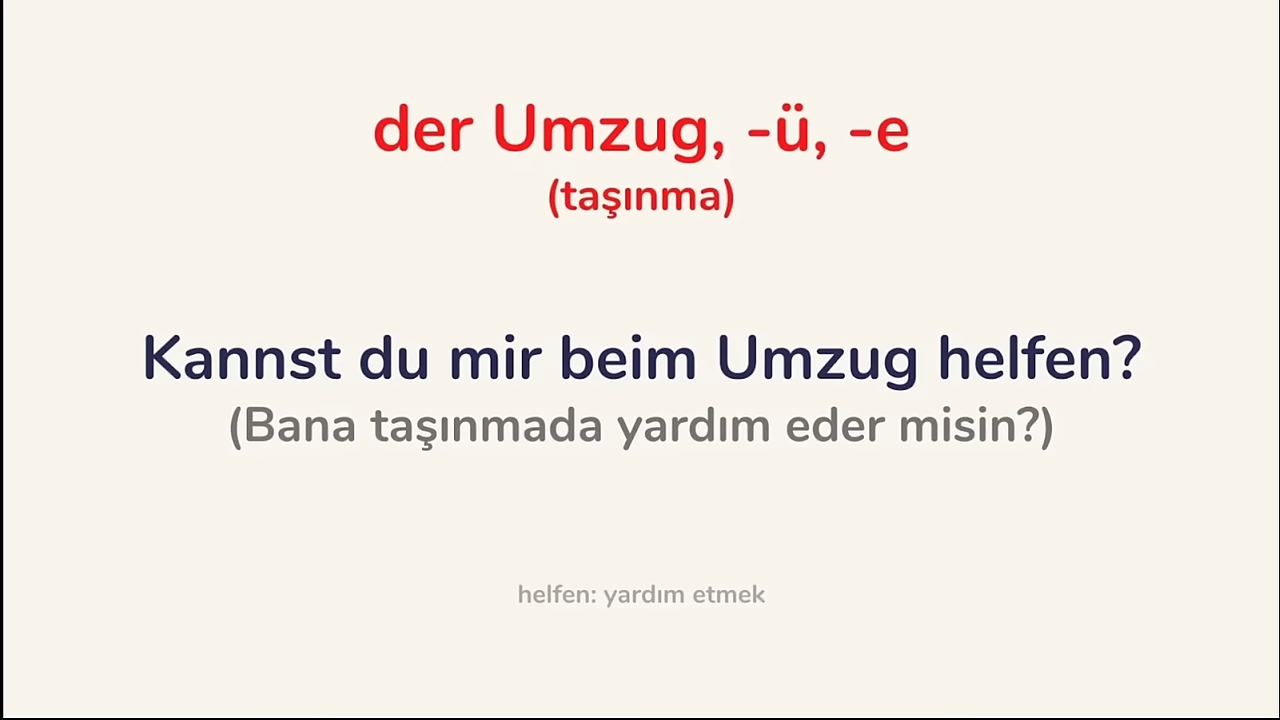 der Umzug, -ü, -e
(taşınma)
Kannst du mir beim Umzug helfen?
(Bana taşınmada yardım eder misin?)
helfen: yardım etmek